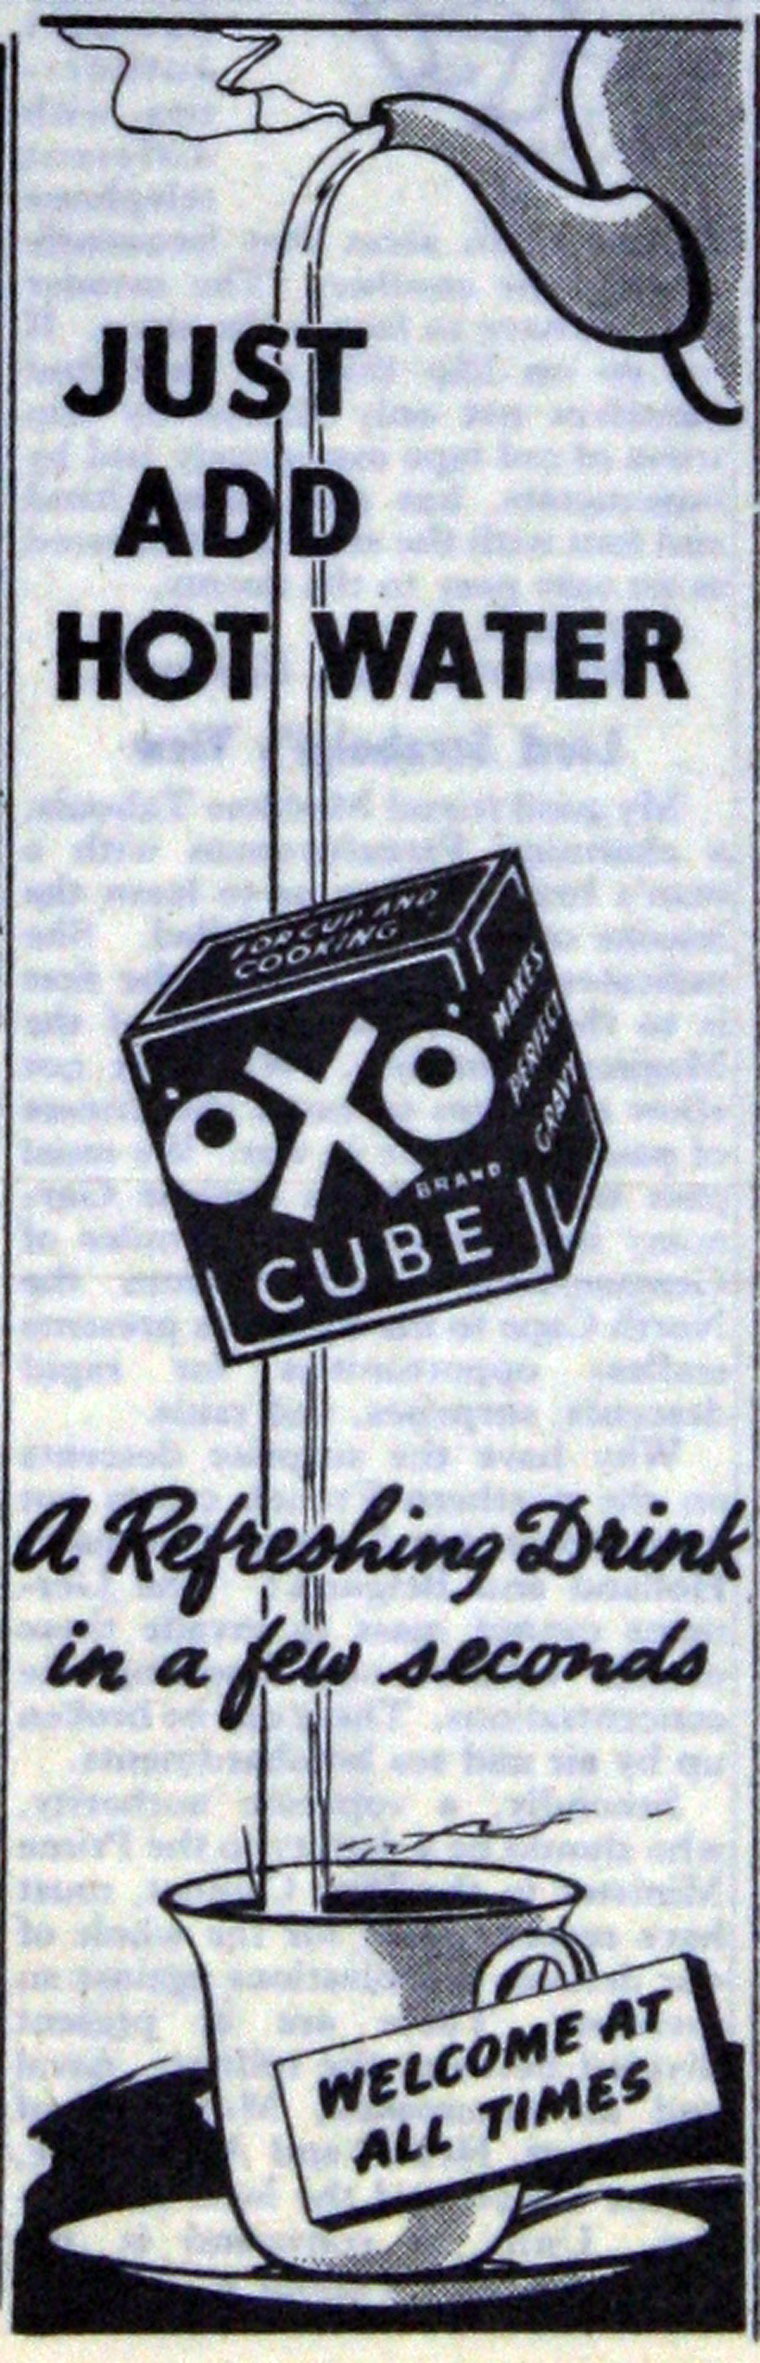 JUST
ADD
HOT WATER
FOR CUP AND
COOKING
OXO
BRAND
CUBE
MAKES
PERFECT
GRAVY
A Refreshing Drink
in a few seconds
WELCOME AT
ALL TIMES